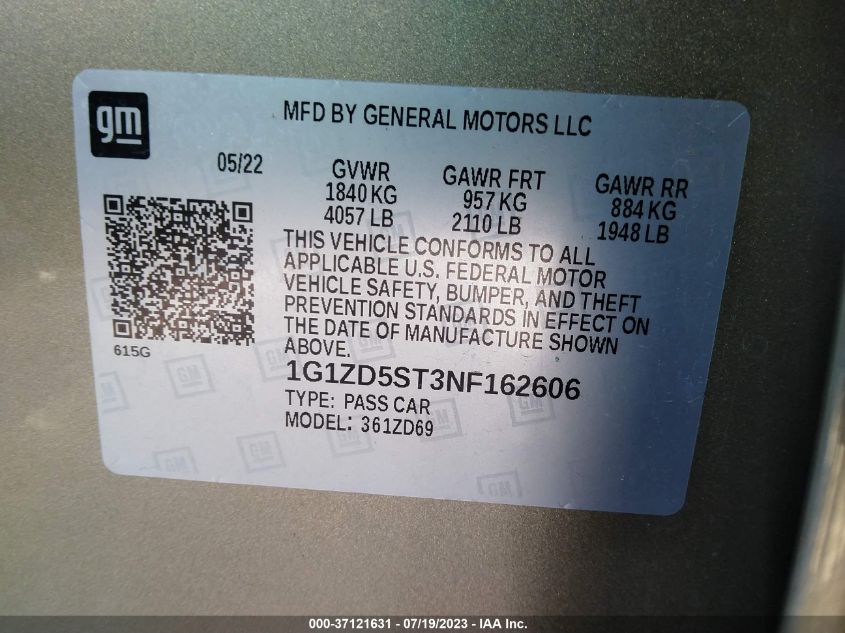 gm
MFD BY GENERAL MOTORS LLC
05/22
GVWR
1840 KG
4057 LB
GAWR FRT
957 KG
2110 LB
GAWR RR
884 KG
1948 LB
THIS VEHICLE CONFORMS TO ALL
APPLICABLE U.S. FEDERAL MOTOR
VEHICLE SAFETY, BUMPER, AND THEFT
PREVENTION STANDARDS IN EFFECT ON
THE DATE OF MANUFACTURE SHOWN
ABOVE.
615G
1G1ZD5ST3NF162606
TYPE: PASS CAR
MODEL: 361ZD69
000-37121631 - 07/19/2023 - IAA Inc.